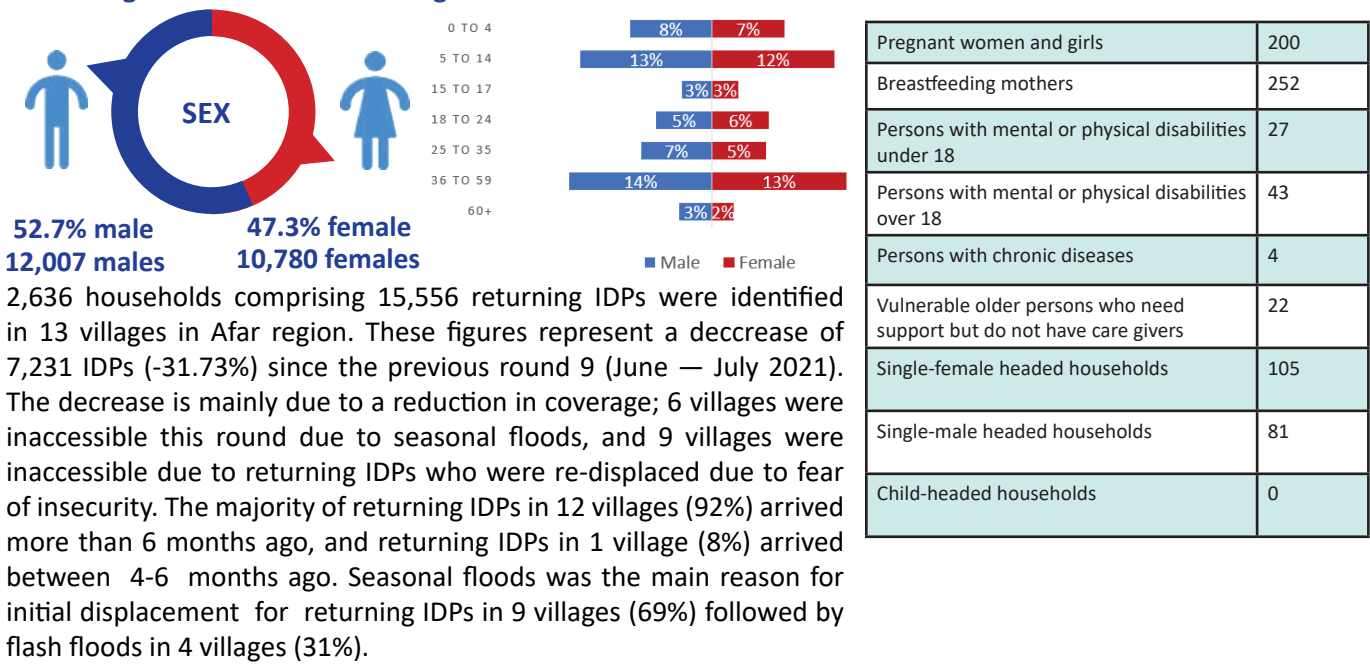 SEX
52.7% male
12,007 males
47.3% female
10,780 females
0 TO 4
8%
7%
5 TO 14
13%
12%
15 TO 17
3%
3%
18 TO 24
5%
6%
25 TO 35
7%
5%
36 TO 59
14%
13%
60+
3%
2%
Male
Female
2,636 households comprising 15,556 returning IDPs were identified
in 13 villages in Afar region. These figures represent a deccrease of
7,231 IDPs (-31.73%) since the previous round 9 (June — July 2021).
The decrease is mainly due to a reduction in coverage; 6 villages were
inaccessible this round due to seasonal floods, and 9 villages were
inaccessible due to returning IDPs who were re-displaced due to fear
of insecurity. The majority of returning IDPs in 12 villages (92%) arrived
more than 6 months ago, and returning IDPs in 1 village (8%) arrived
between 4-6 months ago. Seasonal floods was the main reason for
initial displacement for returning IDPs in 9 villages (69%) followed by
flash floods in 4 villages (31%).
Pregnant women and girls 200
Breastfeeding mothers 252
Persons with mental or physical disabilities 27
under 18
Persons with mental or physical disabilities 43
over 18
Persons with chronic diseases 4
Vulnerable older persons who need 22
support but do not have care givers
Single-female headed households 105
Single-male headed households 81
Child-headed households 0